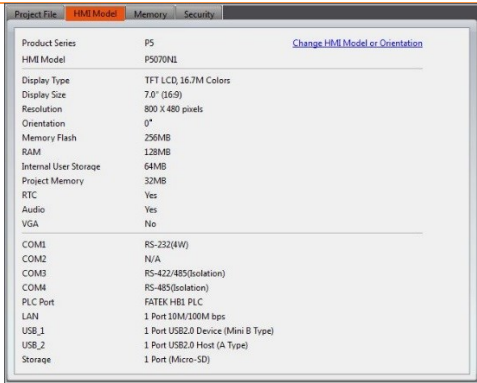 Project File HMI Model Memory Security
Product Series P5 Change HMI Model or Orientation
HMI Model P5070N1
Display Type TFT LCD, 16.7M Colors
Display Size 7.0" (16:9)
Resolution 800 X 480 pixels
Orientation 0°
Memory Flash 256MB
RAM 128MB
Internal User Storage 64MB
Project Memory 32MB
RTC Yes
Audio Yes
VGA No
COM1 RS-232(4W)
COM2 N/A
COM3 RS-422/485(Isolation)
COM4 RS-485(Isolation)
PLC Port FATEK HB1 PLC
LAN 1 Port 10M/100M bps
USB_1 1 Port USB2.0 Device (Mini B Type)
USB_2 1 Port USB2.0 Host (A Type)
Storage 1 Port (Micro-SD)